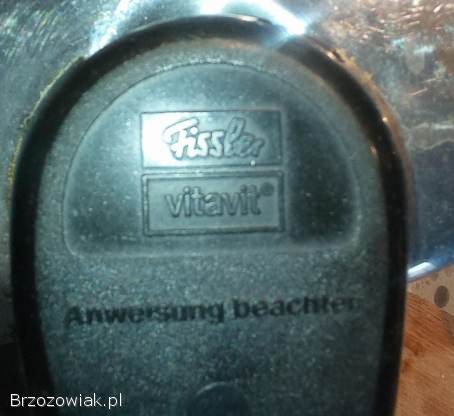 Fissler
vitavit®
Anweisung beachten
Brzozowiak.pl